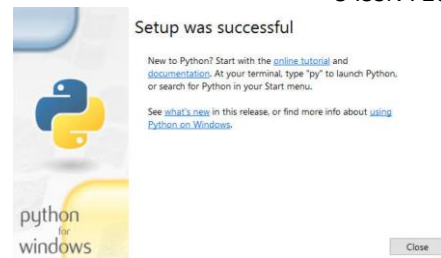 Setup was successful
New to Python? Start with the online tutorial and
documentation. At your terminal, type "py" to launch Python,
or search for Python in your Start menu.
See what's new in this release, or find more info about using
Python on Windows.
python
for
windows
Close